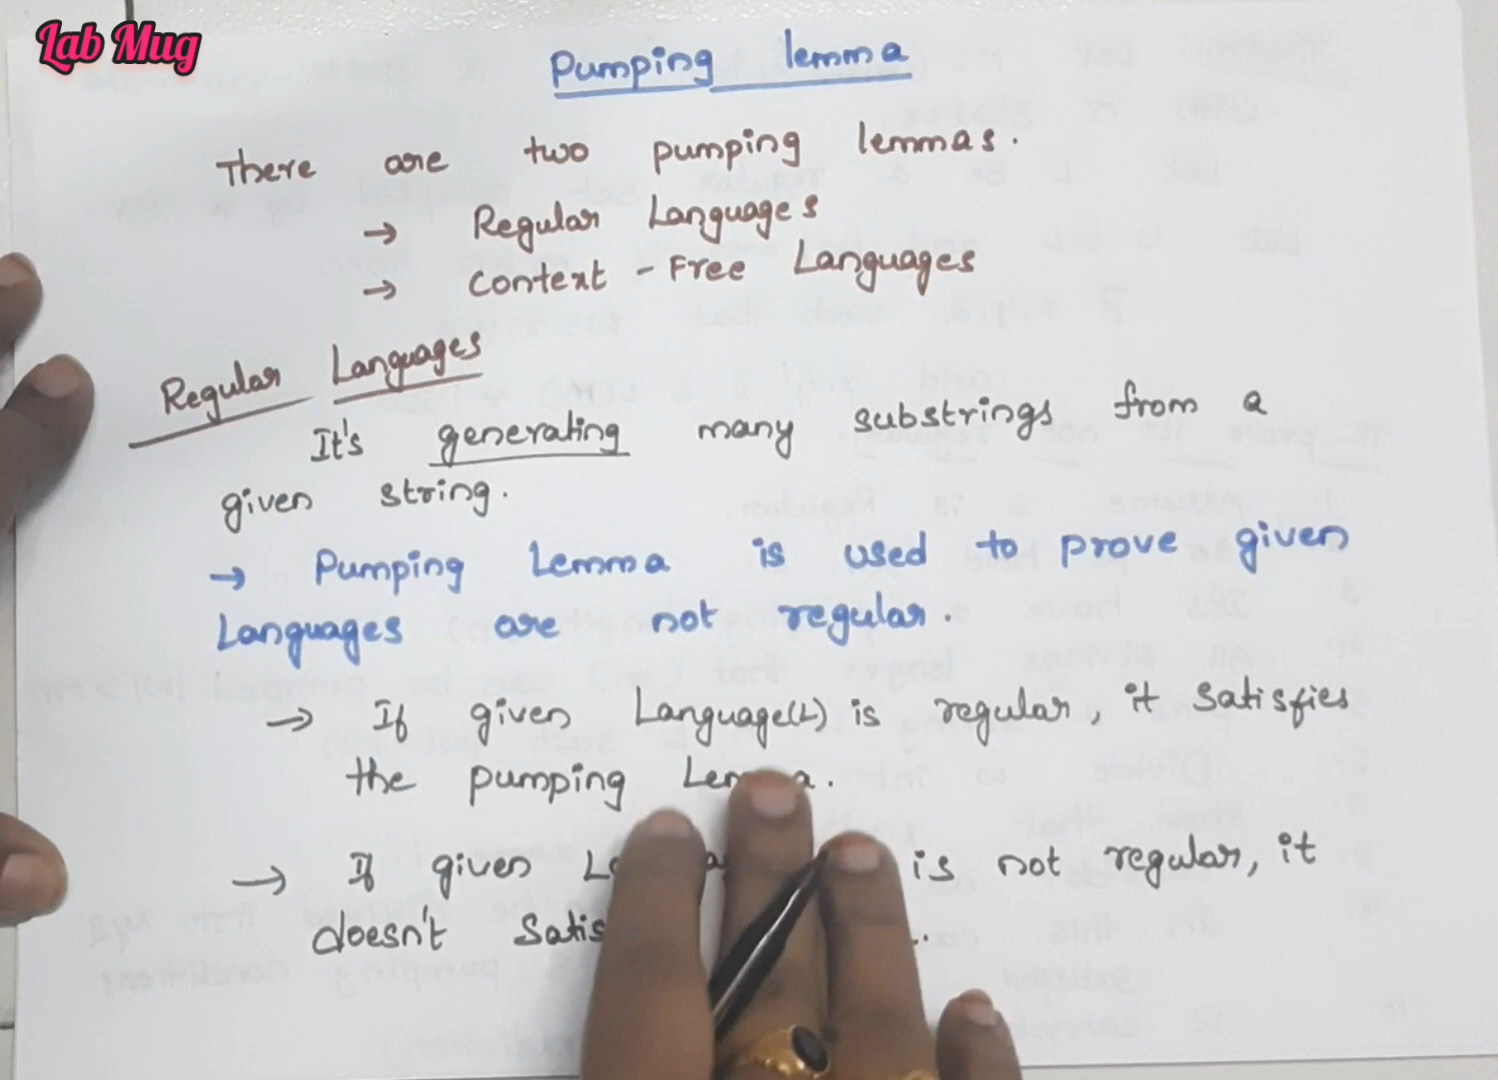 Lab Mug
Pumping lemma
There are two pumping lemmas.
→ Regular Languages
→ Context-Free Languages
Regular Languages
It's generating many substrings from a
given string.
→ Pumping Lemma is used to prove given
Languages are not regular.
→ If given Language(L) is regular, it satisfies
the pumping
→ If given is not regular, it
doesn't